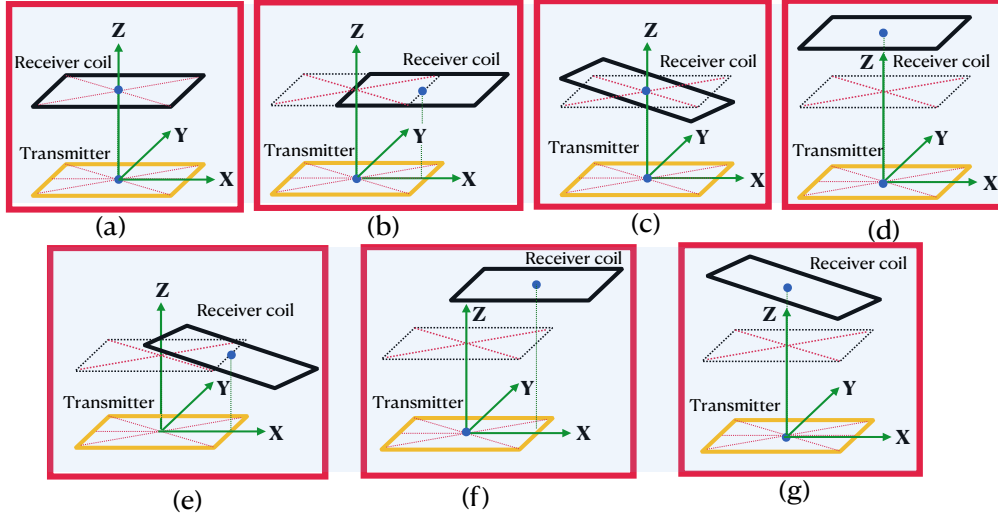 Z
Receiver coil
Y
Transmitter
X
(a)
Z
Receiver coil
Y
Transmitter
X
(b)
Z
Receiver coil
Y
Transmitter
X
(c)
Z
Receiver coil
Y
Transmitter
X
(d)
Z
Receiver coil
Y
Transmitter
X
(e)
Receiver coil
Z
Y
Transmitter
X
(f)
Receiver coil
Z
Y
Transmitter
X
(g)